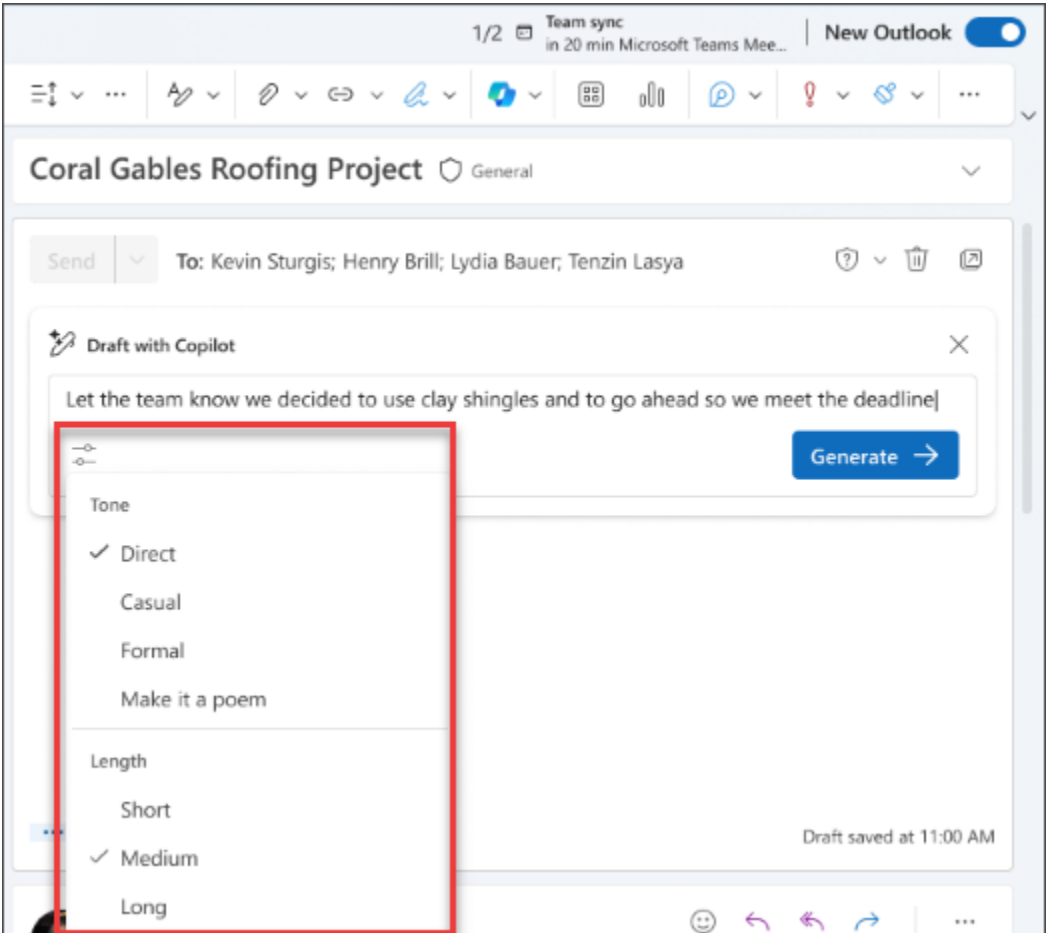 1/2
Team sync
in 20 min Microsoft Teams Mee...
New Outlook
Coral Gables Roofing Project
General
Send
To: Kevin Sturgis; Henry Brill; Lydia Bauer; Tenzin Lasya
Draft with Copilot
Let the team know we decided to use clay shingles and to go ahead so we meet the deadline
Generate
Tone
Direct
Casual
Formal
Make it a poem
Length
Short
Medium
Long
Draft saved at 11:00 AM